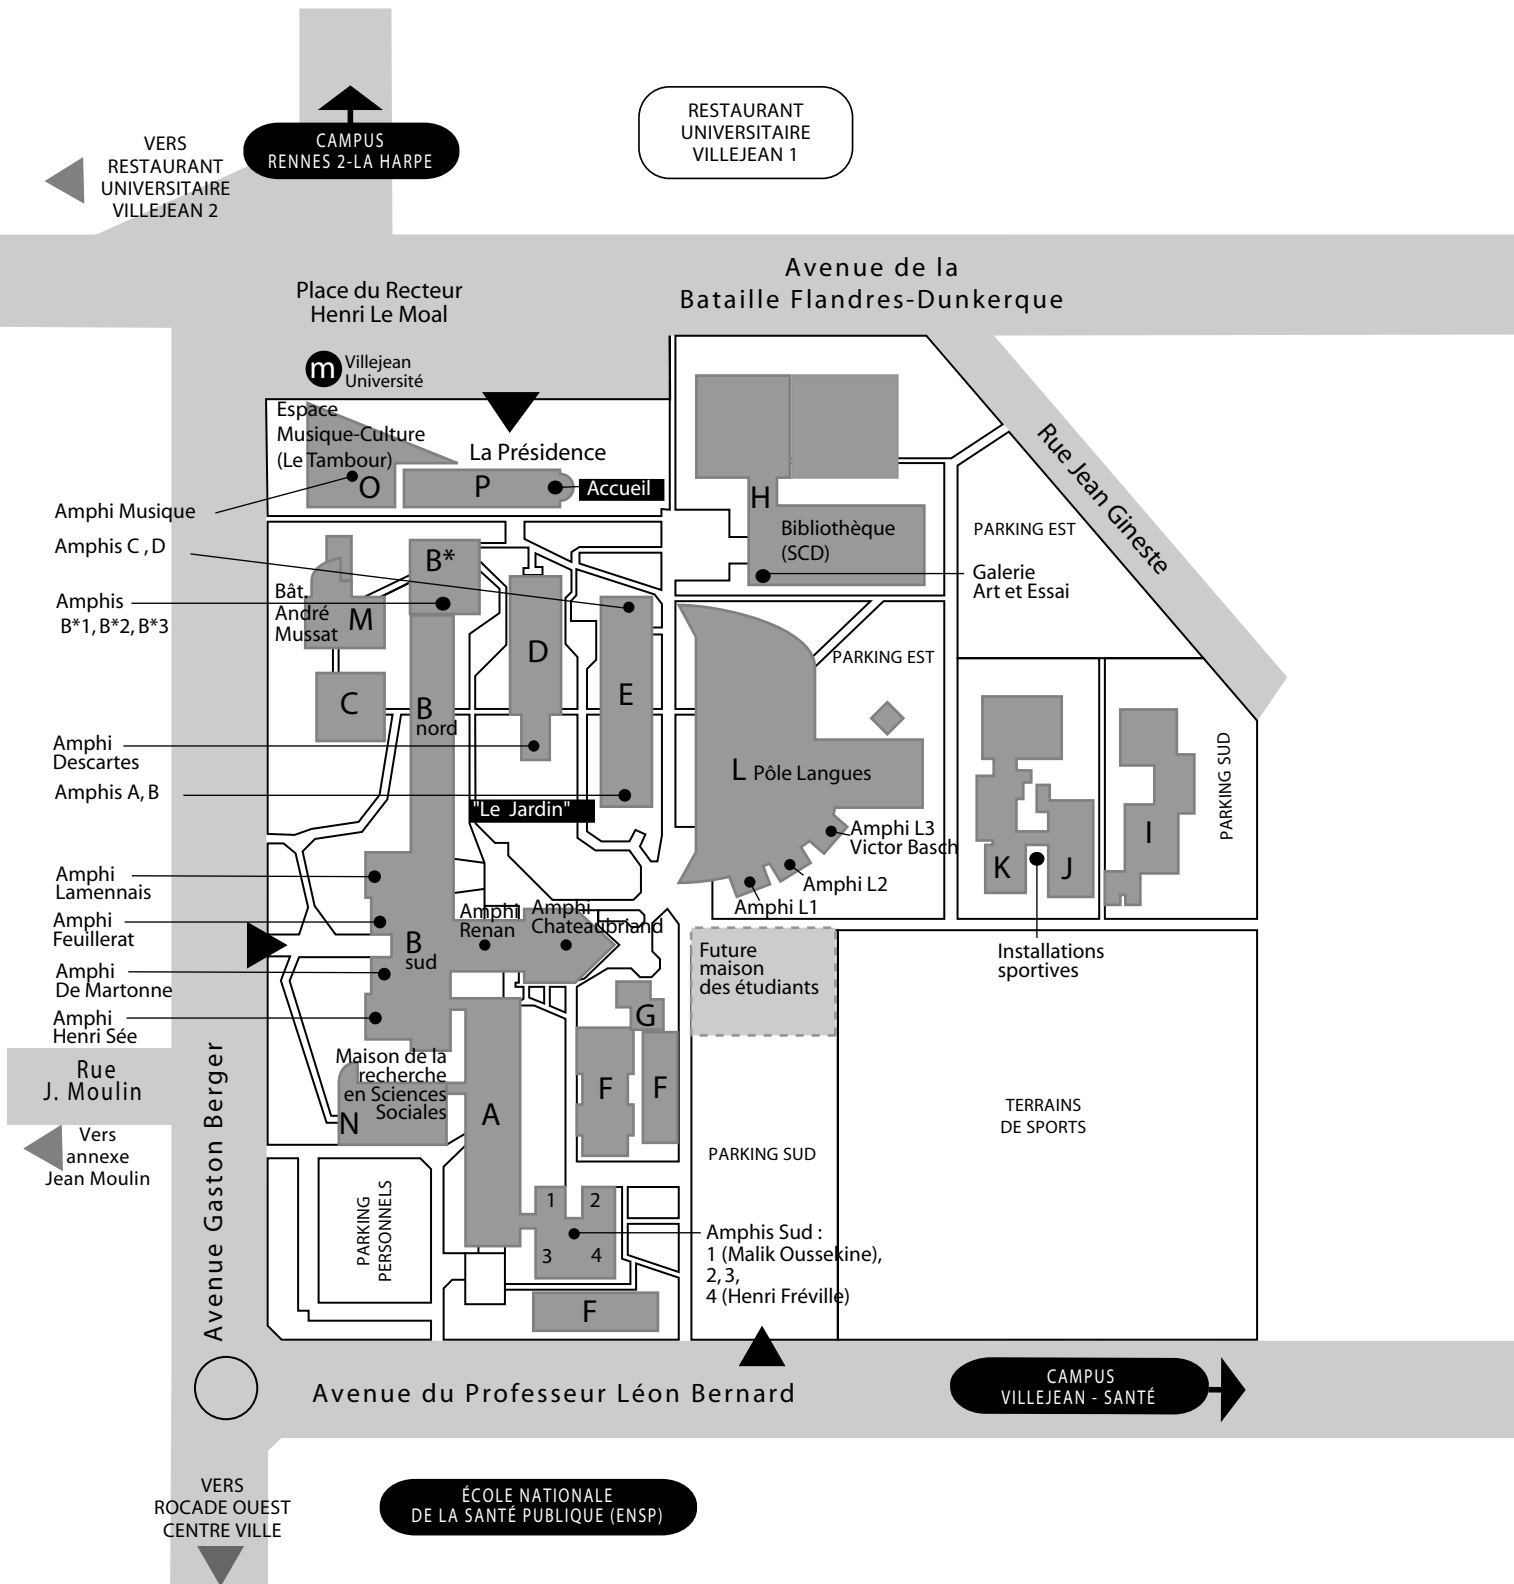 CAMPUS
RENNES 2-LA HARPE
VERS
RESTAURANT
UNIVERSITAIRE
VILLEJEAN 2
RESTAURANT
UNIVERSITAIRE
VILLEJEAN 1
Avenue de la
Bataille Flandres-Dunkerque
Place du Recteur
Henri Le Moal
m
Villejean
Université
Espace
Musique-Culture
(Le Tambour)
O
La Présidence
P
Accueil
Rue Jean Gineste
H
Bibliothèque
(SCD)
PARKING EST
Galerie
Art et Essai
Amphi Musique
Amphis C , D
Amphis
B*1, B*2, B*3
B*
Bât.
André
Mussat
M
C
B
nord
D
E
PARKING EST
L Pôle Langues
Amphi
Descartes
Amphis A, B
"Le Jardin"
Amphi L3
Victor Basch
Amphi L2
Amphi L1
K
J
I
PARKING SUD
Installations
sportives
Amphi
Lamennais
Amphi
Feuillerat
Amphi
De Martonne
Amphi
Henri Sée
B
sud
Amphi
Renan
Amphi
Chateaubriand
Future
maison
des étudiants
G
F
F
Maison de la
recherche
en Sciences
Sociales
N
A
Rue
J. Moulin
Vers
annexe
Jean Moulin
Avenue Gaston Berger
PARKING
PERSONNELS
PARKING SUD
TERRAINS
DE SPORTS
1
2
3
4
Amphis Sud :
1 (Malik Oussekine),
2, 3,
4 (Henri Fréville)
F
Avenue du Professeur Léon Bernard
CAMPUS
VILLEJEAN - SANTÉ
VERS
ROCADE OUEST
CENTRE VILLE
ÉCOLE NATIONALE
DE LA SANTÉ PUBLIQUE (ENSP)